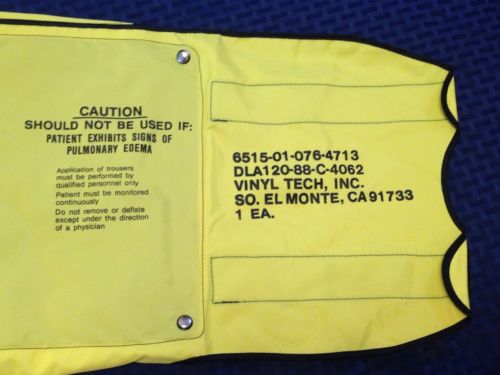 CAUTION
SHOULD NOT BE USED IF:
PATIENT EXHIBITS SIGNS OF
PULMONARY EDEMA
Application of trousers
must be performed by
qualified personnel only
Patient must be monitored
continuously
Do not remove or deflate
except under the direction
of a physician
6515-01-076-4713
DLA120-88-C-4062
VINYL TECH, INC.
SO. EL MONTE, CA 91733
1 EA.